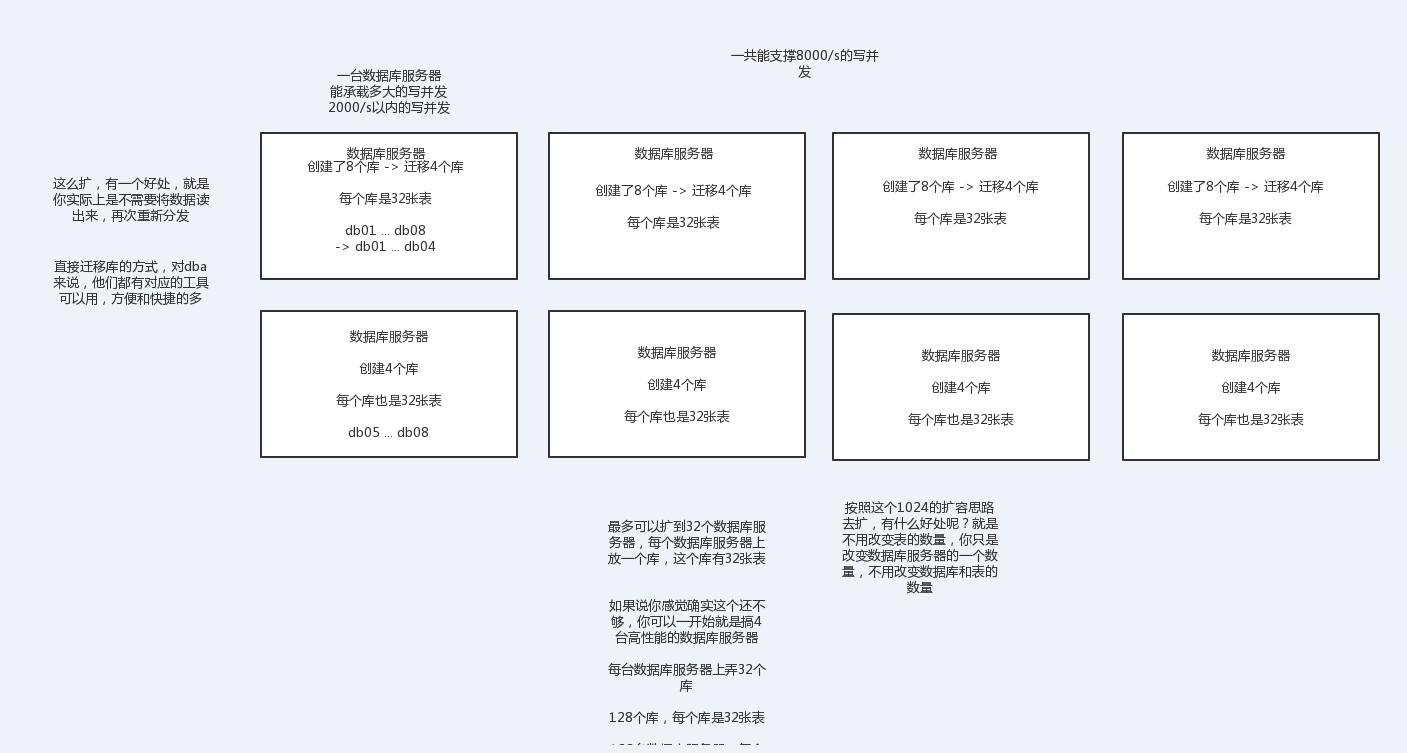 一共能支撑8000/s的写并
发
一台数据库服务器
能承载多大的写并发
2000/s以内的写并发
这么扩，有一个好处，就是
你实际上是不需要将数据读
出来，再次重新分发
直接迁移库的方式，对dba
来说，他们都有对应的工具
可以用，方便和快捷的多
数据库服务器
创建了8个库 -> 迁移4个库
每个库是32张表
db01 ... db08
-> db01 ... db04
数据库服务器
创建了8个库 -> 迁移4个库
每个库是32张表
数据库服务器
创建了8个库 -> 迁移4个库
每个库是32张表
数据库服务器
创建了8个库 -> 迁移4个库
每个库是32张表
数据库服务器
创建4个库
每个库也是32张表
db05 ... db08
数据库服务器
创建4个库
每个库也是32张表
数据库服务器
创建4个库
每个库也是32张表
数据库服务器
创建4个库
每个库也是32张表
最多可以扩到32个数据库服
务器，每个数据库服务器上
放一个库，这个库有32张表
如果说你感觉确实这个还不
够，你可以一开始就是搞4
台高性能的数据库服务器
每台数据库服务器上弄32个
库
128个库，每个库是32张表
按照这个1024的扩容思路
去扩，有什么好处呢？就是
不用改变表的数量，你只是
改变数据库服务器的一个数
量，不用改变数据库和表的
数量